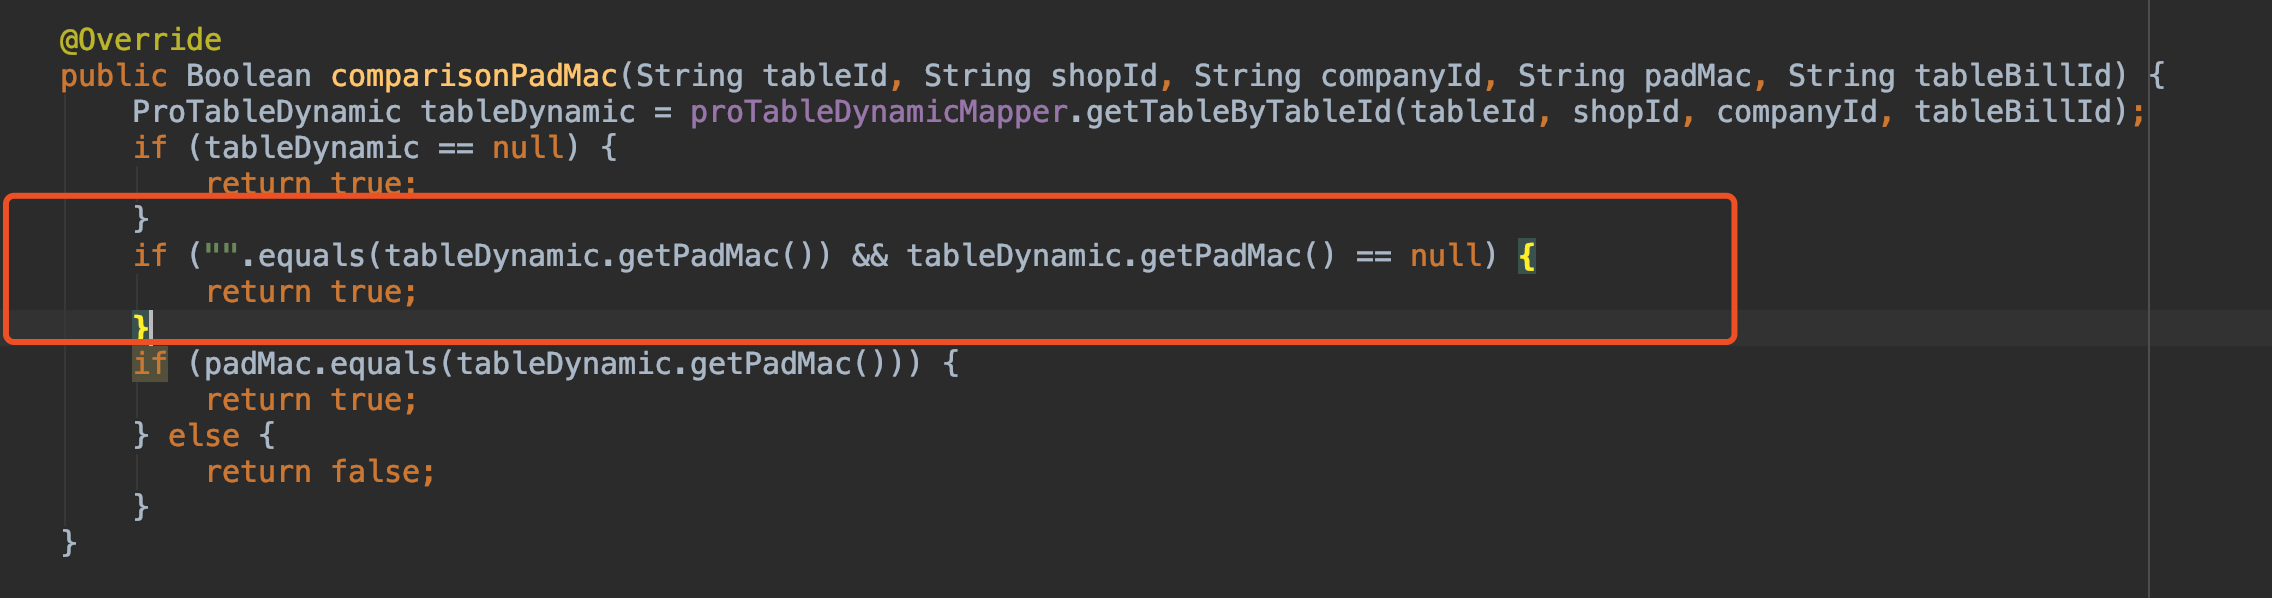 @Override
public Boolean comparisonPadMac(String tableId, String shopId, String companyId, String padMac, String tableBillId) {
    ProTableDynamic tableDynamic = proTableDynamicMapper.getTableByTableId(tableId, shopId, companyId, tableBillId);
    if (tableDynamic == null) {
        return true;
    }
    if ("".equals(tableDynamic.getPadMac()) && tableDynamic.getPadMac() == null) {
        return true;
    }
    if (padMac.equals(tableDynamic.getPadMac())) {
        return true;
    } else {
        return false;
    }
}